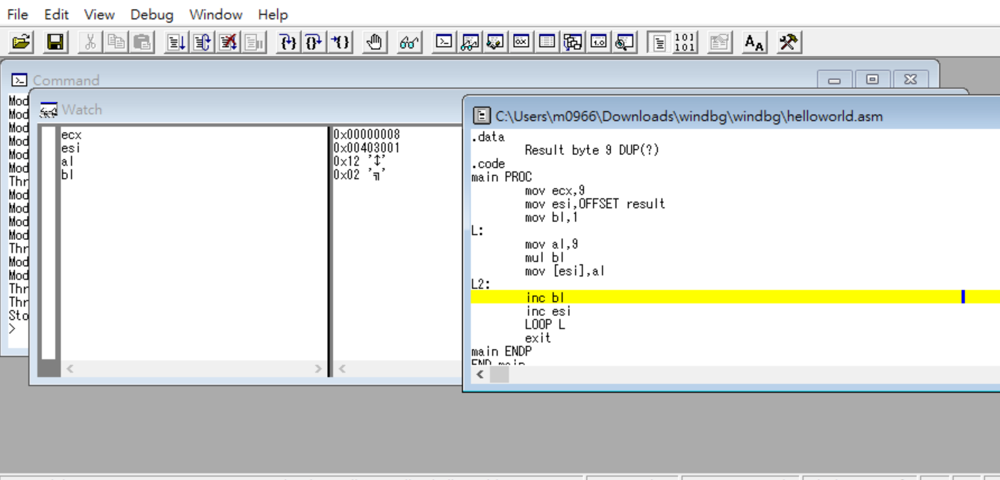 File Edit View Debug Window Help
Command
Mod
Mod
Mod
Mod
Mod
Mod
Thr
Mod
Mod
Mod
Mod
Thr
Mod
Mod
Thr
Thr
Sto
>
Watch
ecx 0x00000008
esi 0x00403001
al 0x12 '↕'
bl 0x02 '╗'
C:\Users\m0966\Downloads\windbg\windbg\helloworld.asm
.data
Result byte 9 DUP(?)
.code
main PROC
mov ecx,9
mov esi,OFFSET result
mov bl,1
L:
mov al,9
mul bl
mov [esi],al
L2:
inc bl
inc esi
LOOP L
exit
main ENDP
END main